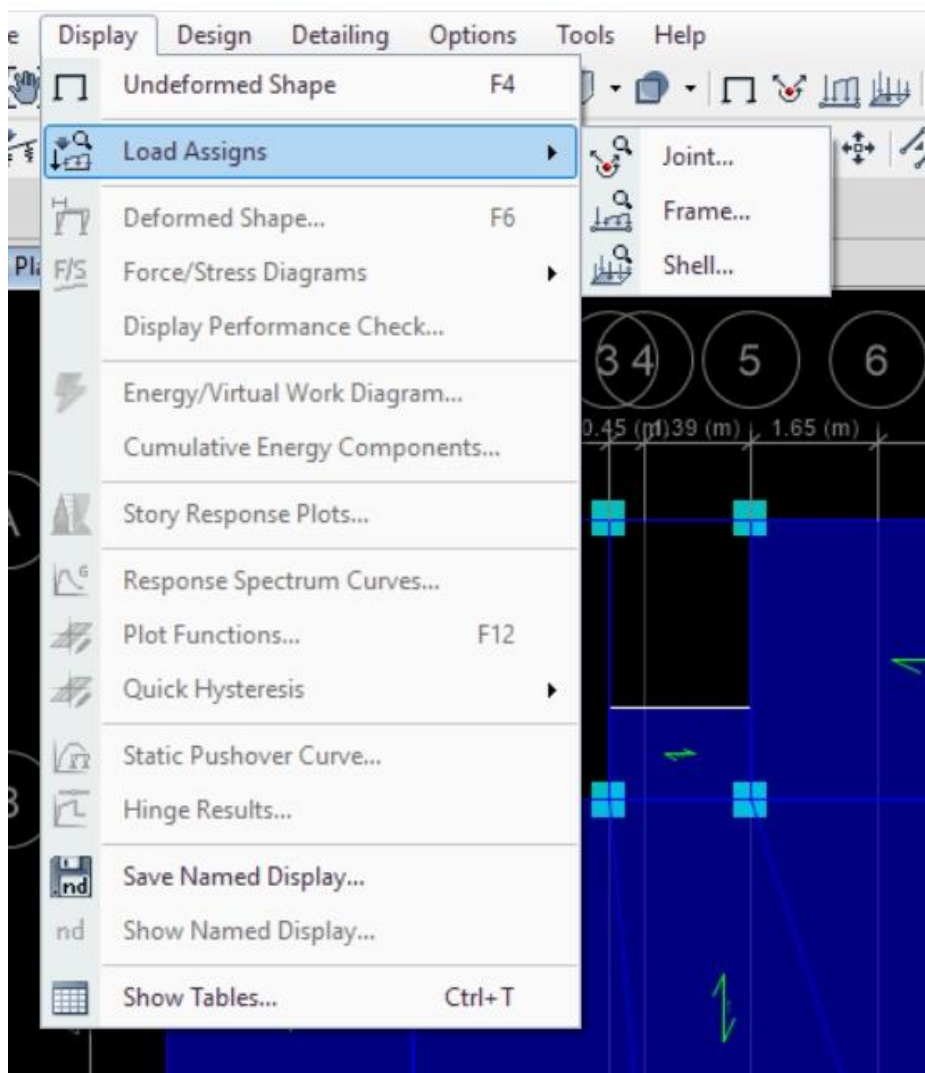 e Display Design Detailing Options Tools Help
Undeformed Shape F4
Load Assigns
Joint...
Frame...
Shell...
Deformed Shape... F6
Pla
F/S Force/Stress Diagrams
Display Performance Check...
Energy/Virtual Work Diagram...
Cumulative Energy Components...
Story Response Plots...
Response Spectrum Curves...
Plot Functions... F12
Quick Hysteresis
Static Pushover Curve...
Hinge Results...
.nd Save Named Display...
nd Show Named Display...
Show Tables... Ctrl+T
3 4 5 6
0.45 (m) 1.65 (m)
A